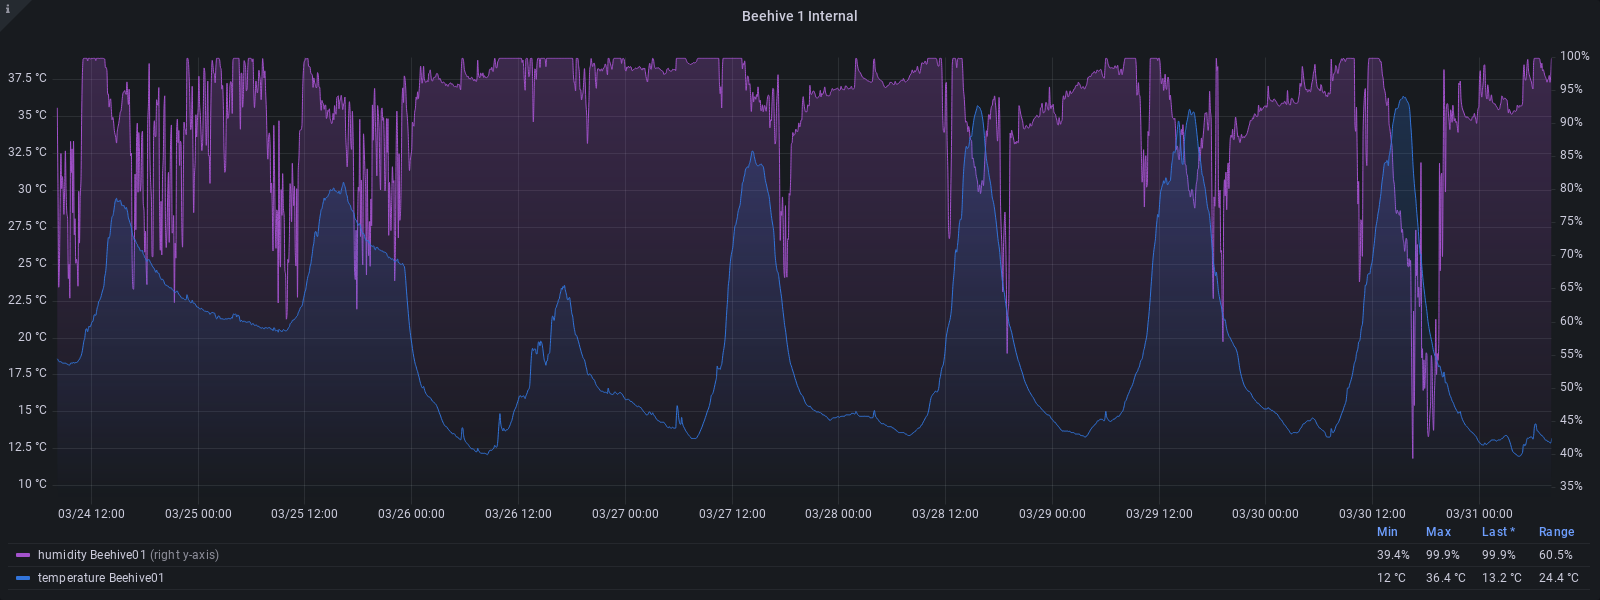 i
Beehive 1 Internal
37.5 °C
35 °C
32.5 °C
30 °C
27.5 °C
25 °C
22.5 °C
20 °C
17.5 °C
15 °C
12.5 °C
10 °C
100%
95%
90%
85%
80%
75%
70%
65%
60%
55%
50%
45%
40%
35%
03/24 12:00 03/25 00:00 03/25 12:00 03/26 00:00 03/26 12:00 03/27 00:00 03/27 12:00 03/28 00:00 03/28 12:00 03/29 00:00 03/29 12:00 03/30 00:00 03/30 12:00 03/31 00:00
Min Max Last * Range
humidity Beehive01 (right y-axis) 39.4% 99.9% 99.9% 60.5%
temperature Beehive01 12 °C 36.4 °C 13.2 °C 24.4 °C